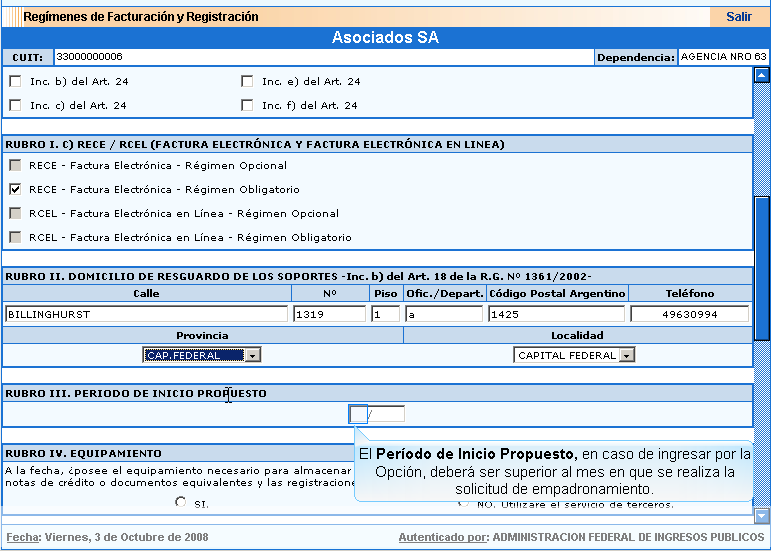 Regímenes de Facturación y Registración Salir
Asociados SA
CUIT: 33000000006 Dependencia: AGENCIA NRO 63
Inc. b) del Art. 24 Inc. e) del Art. 24
Inc. c) del Art. 24 Inc. f) del Art. 24
RUBRO I. C) RECE / RCEL (FACTURA ELECTRÓNICA Y FACTURA ELECTRÓNICA EN LINEA)
RECE - Factura Electrónica - Régimen Opcional
RECE - Factura Electrónica - Régimen Obligatorio
RCEL - Factura Electrónica en Línea - Régimen Opcional
RCEL - Factura Electrónica en Línea - Régimen Obligatorio
RUBRO II. DOMICILIO DE RESGUARDO DE LOS SOPORTES -Inc. b) del Art. 18 de la R.G. Nº 1361/2002-
Calle Nº Piso Ofic./Depart. Código Postal Argentino Teléfono
BILLINGHURST 1319 1 a 1425 49630994
Provincia Localidad
CAP.FEDERAL CAPITAL FEDERAL
RUBRO III. PERIODO DE INICIO PROPUESTO
/
El Período de Inicio Propuesto, en caso de ingresar por la
Opción, deberá ser superior al mes en que se realiza la
solicitud de empadronamiento.
RUBRO IV. EQUIPAMIENTO
A la fecha, ¿posee el equipamiento necesario para almacenar
notas de crédito o documentos equivalentes y las registracione
SI. NO. Utilizaré el servicio de terceros.
Fecha: Viernes, 3 de Octubre de 2008 Autenticado por: ADMINISTRACION FEDERAL DE INGRESOS PUBLICOS